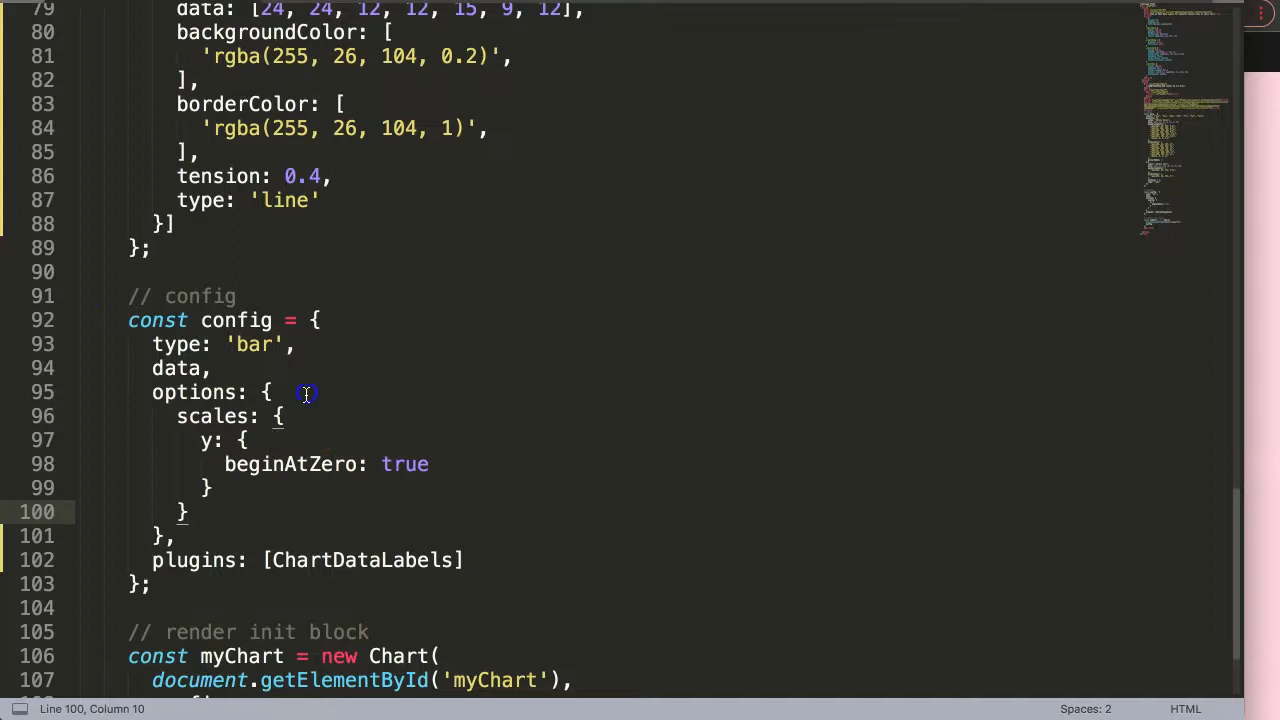 79 data: [24, 24, 12, 12, 15, 9, 12],
80 backgroundColor: [
81 'rgba(255, 26, 104, 0.2)',
82 ],
83 borderColor: [
84 'rgba(255, 26, 104, 1)',
85 ],
86 tension: 0.4,
87 type: 'line'
88 }]
89 };
90
91 // config
92 const config = {
93 type: 'bar',
94 data,
95 options: {
96 scales: {
97 y: {
98 beginAtZero: true
99 }
100 }
101 },
102 plugins: [ChartDataLabels]
103 };
104
105 // render init block
106 const myChart = new Chart(
107 document.getElementById('myChart'),
Line 100, Column 10
Spaces: 2
HTML